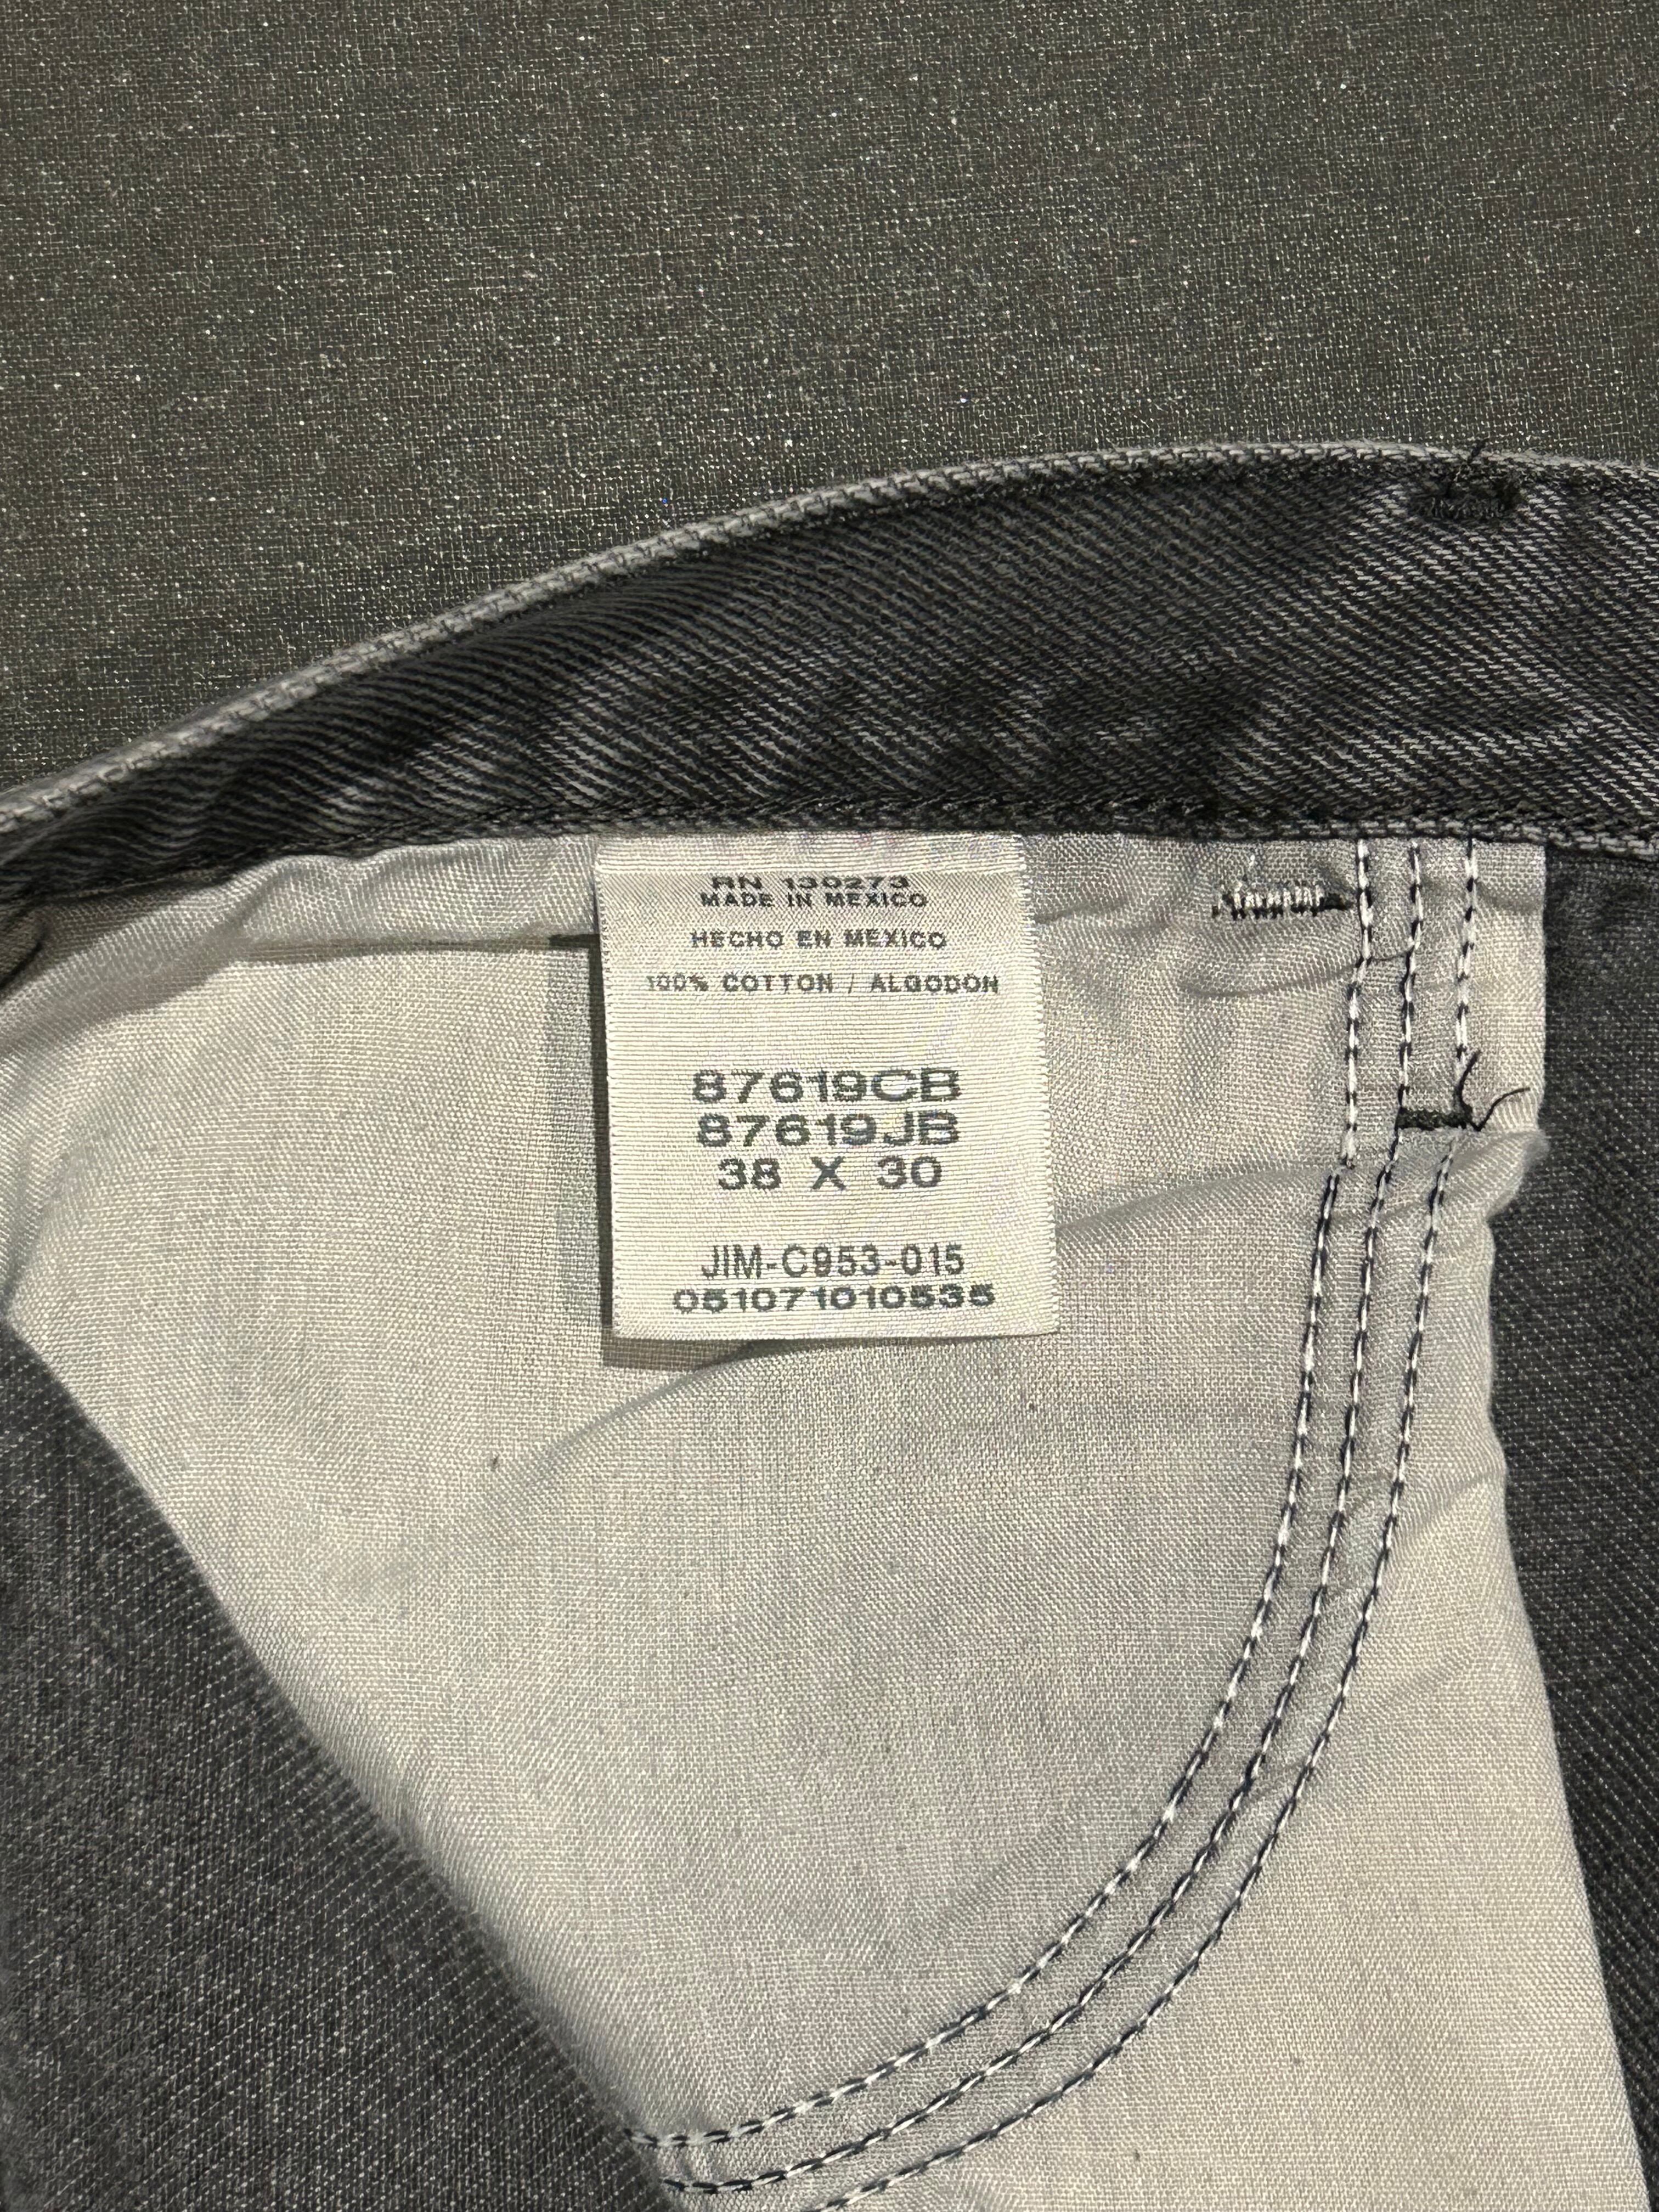 RN 130273
MADE IN MEXICO
HECHO EN MEXICO
100% COTTON / ALGODON
87619CB
87619JB
38 X 30
JIM-C953-015
051071010535